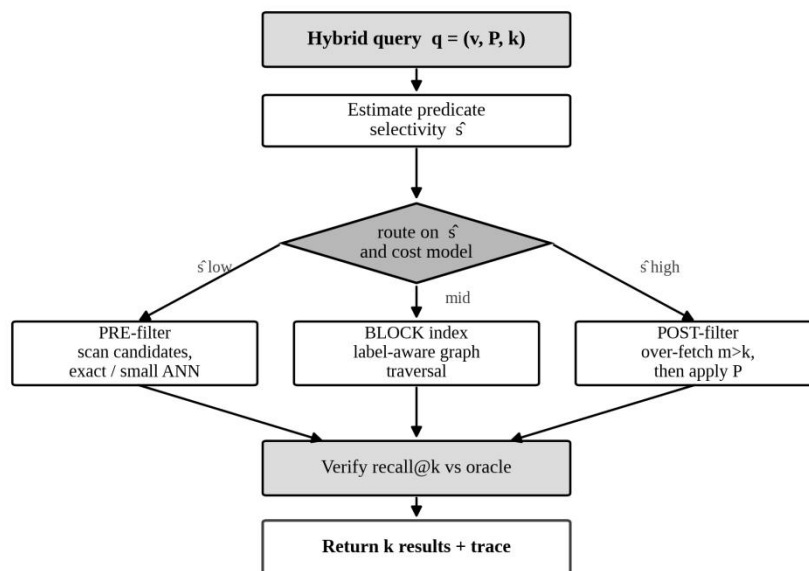 Hybrid query q = (v, P, k)
Estimate predicate
selectivity ŝ
route on ŝ
and cost model
ŝ low
mid
ŝ high
PRE-filter
scan candidates,
exact / small ANN
BLOCK index
label-aware graph
traversal
POST-filter
over-fetch m>k,
then apply P
Verify recall@k vs oracle
Return k results + trace